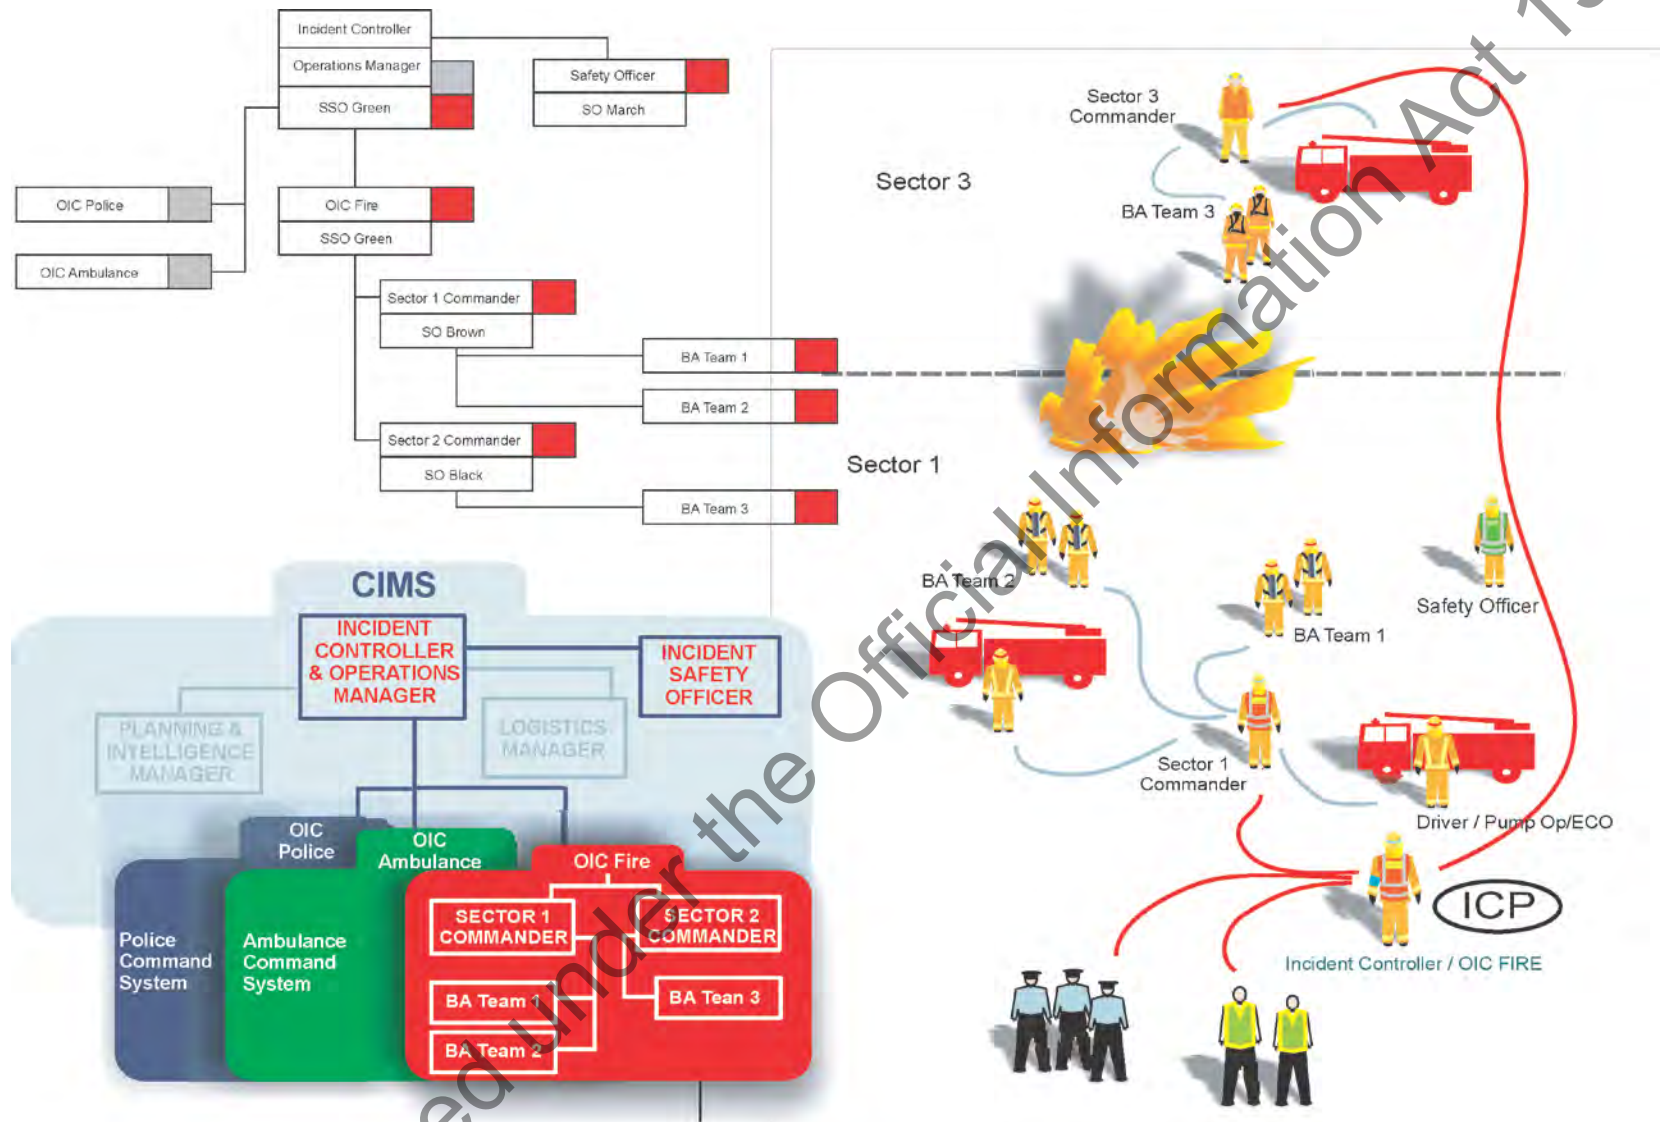 Incident Controller
Operations Manager
SSO Green
Safety Officer
SO March
OIC Police
OIC Ambulance
OIC Fire
SSO Green
Sector 1 Commander
SO Brown
BA Team 1
BA Team 2
Sector 2 Commander
SO Black
BA Team 3
CIMS
INCIDENT
CONTROLLER
& OPERATIONS
MANAGER
INCIDENT
SAFETY
OFFICER
PLANNING &
INTELLIGENCE
MANAGER
LOGISTICS
MANAGER
OIC
Police
OIC
Ambulance
OIC Fire
Police
Command
System
Ambulance
Command
System
SECTOR 1
COMMANDER
SECTOR 2
COMMANDER
BA Team 1
BA Team 2
BA Tean 3
Sector 3
Commander
Sector 3
BA Team 3
Sector 1
BA Team 2
BA Team 1
Safety Officer
Sector 1
Commander
Driver / Pump Op/ECO
ICP
Incident Controller / OIC FIRE
under the Official Information Act